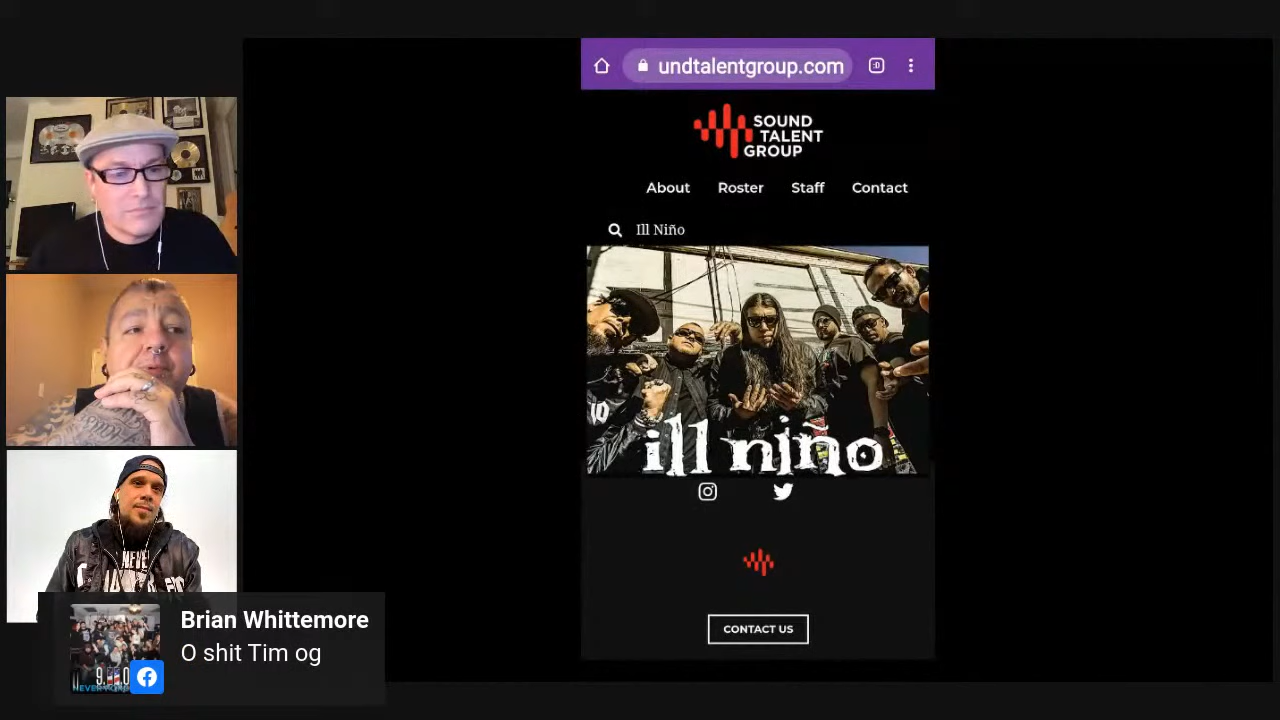 undtalentgroup.com
SOUND
TALENT
GROUP
About
Roster
Staff
Contact
Ill Niño
ill niño
CONTACT US
I NEVER
Brian Whittemore
O shit Tim og